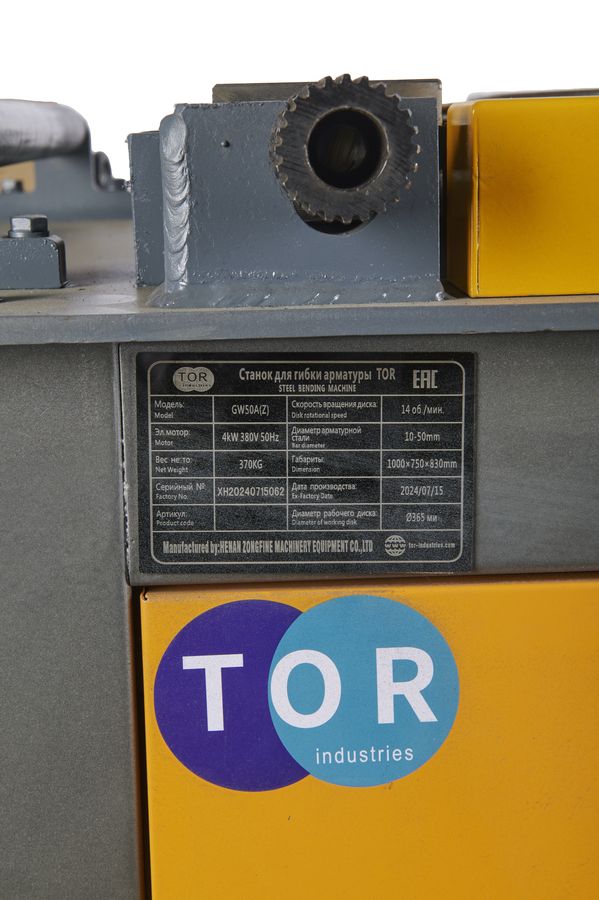 TOR
industries
Станок для гибки арматуры TOR
STEEL BENDING MACHINE
EAC
Модель:
Model
GW50A(Z)
Скорость вращения диска:
Disk rotational speed
14 об./мин.
Эл.мотор:
Motor
4kW 380V 50Hz
Диаметр арматурной
стали
Bar diameter
10-50mm
Вес не:то:
Net Weight
370KG
Габариты:
Dimension
1000×750×830mm
Серийный №:
Factory No.
XH20240715062
Дата производства:
Ex-Factory Date
2024/07/15
Артикул:
Product code
Диаметр рабочего диска:
Diameter of working disk
Ø365 мм
Manufactured by:HENAN ZONGFINE MACHINERY EQUIPMENT CO.,LTD
www
tor-industries.com
TOR
industries